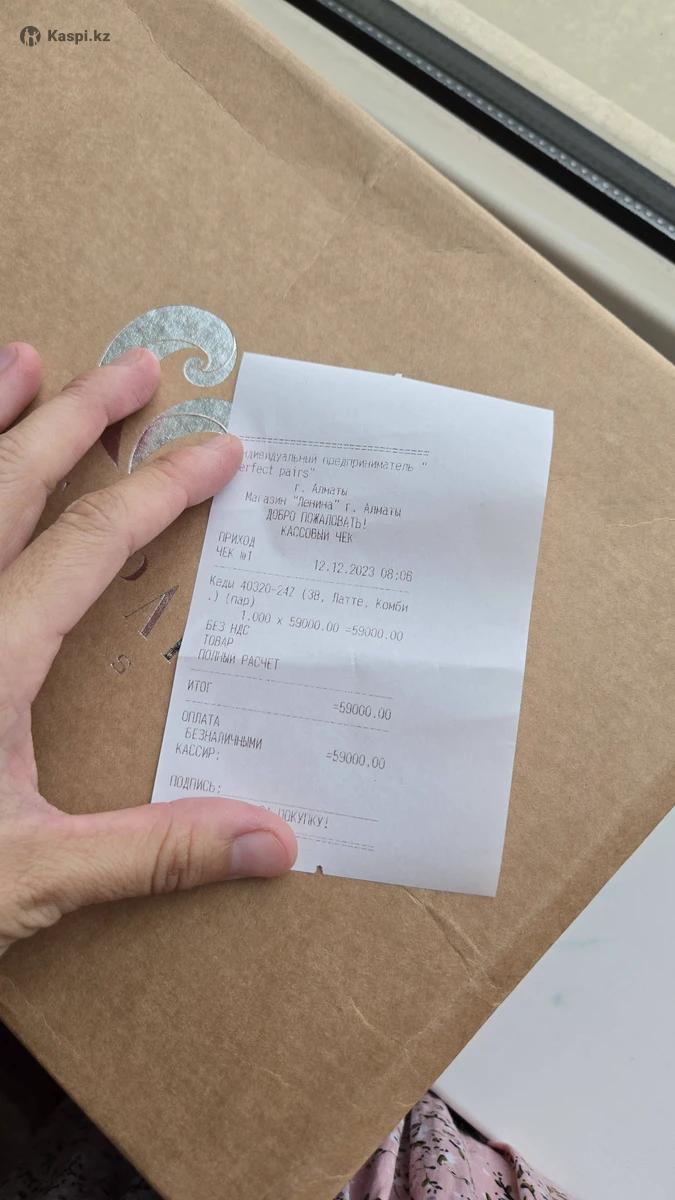 Kaspi.kz
ндивидуальный предприниматель "
erfect pairs"
г. Алматы
Магазин "Ленина" г. Алматы
ДОБРО ПОЖАЛОВАТЬ!
КАССОВЫЙ ЧЕК
ПРИХОД
ЧЕК №1 12.12.2023 08:06
Кеды 40320-24Z (38, Латте, Комби
.) (пар)
1.000 x 59000.00 =59000.00
БЕЗ НДС
ТОВАР
ПОЛНЫЙ РАСЧЕТ
ИТОГ =59000.00
ОПЛАТА
БЕЗНАЛИЧНЫМИ =59000.00
КАССИР:
ПОДПИСЬ:
ПОКУПКУ!